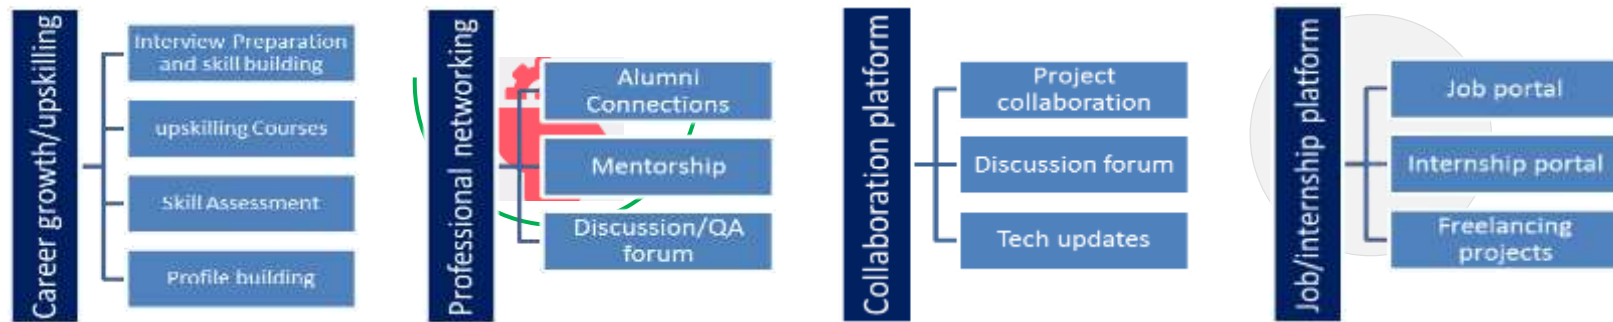 Career growth/upskilling
Interview Preparation
and skill building
upskilling Courses
Skill Assessment
Profile building
Professional networking
Alumni
Connections
Mentorship
Discussion/QA
forum
Collaboration platform
Project
collaboration
Discussion forum
Tech updates
Job/internship platform
Job portal
Internship portal
Freelancing
projects